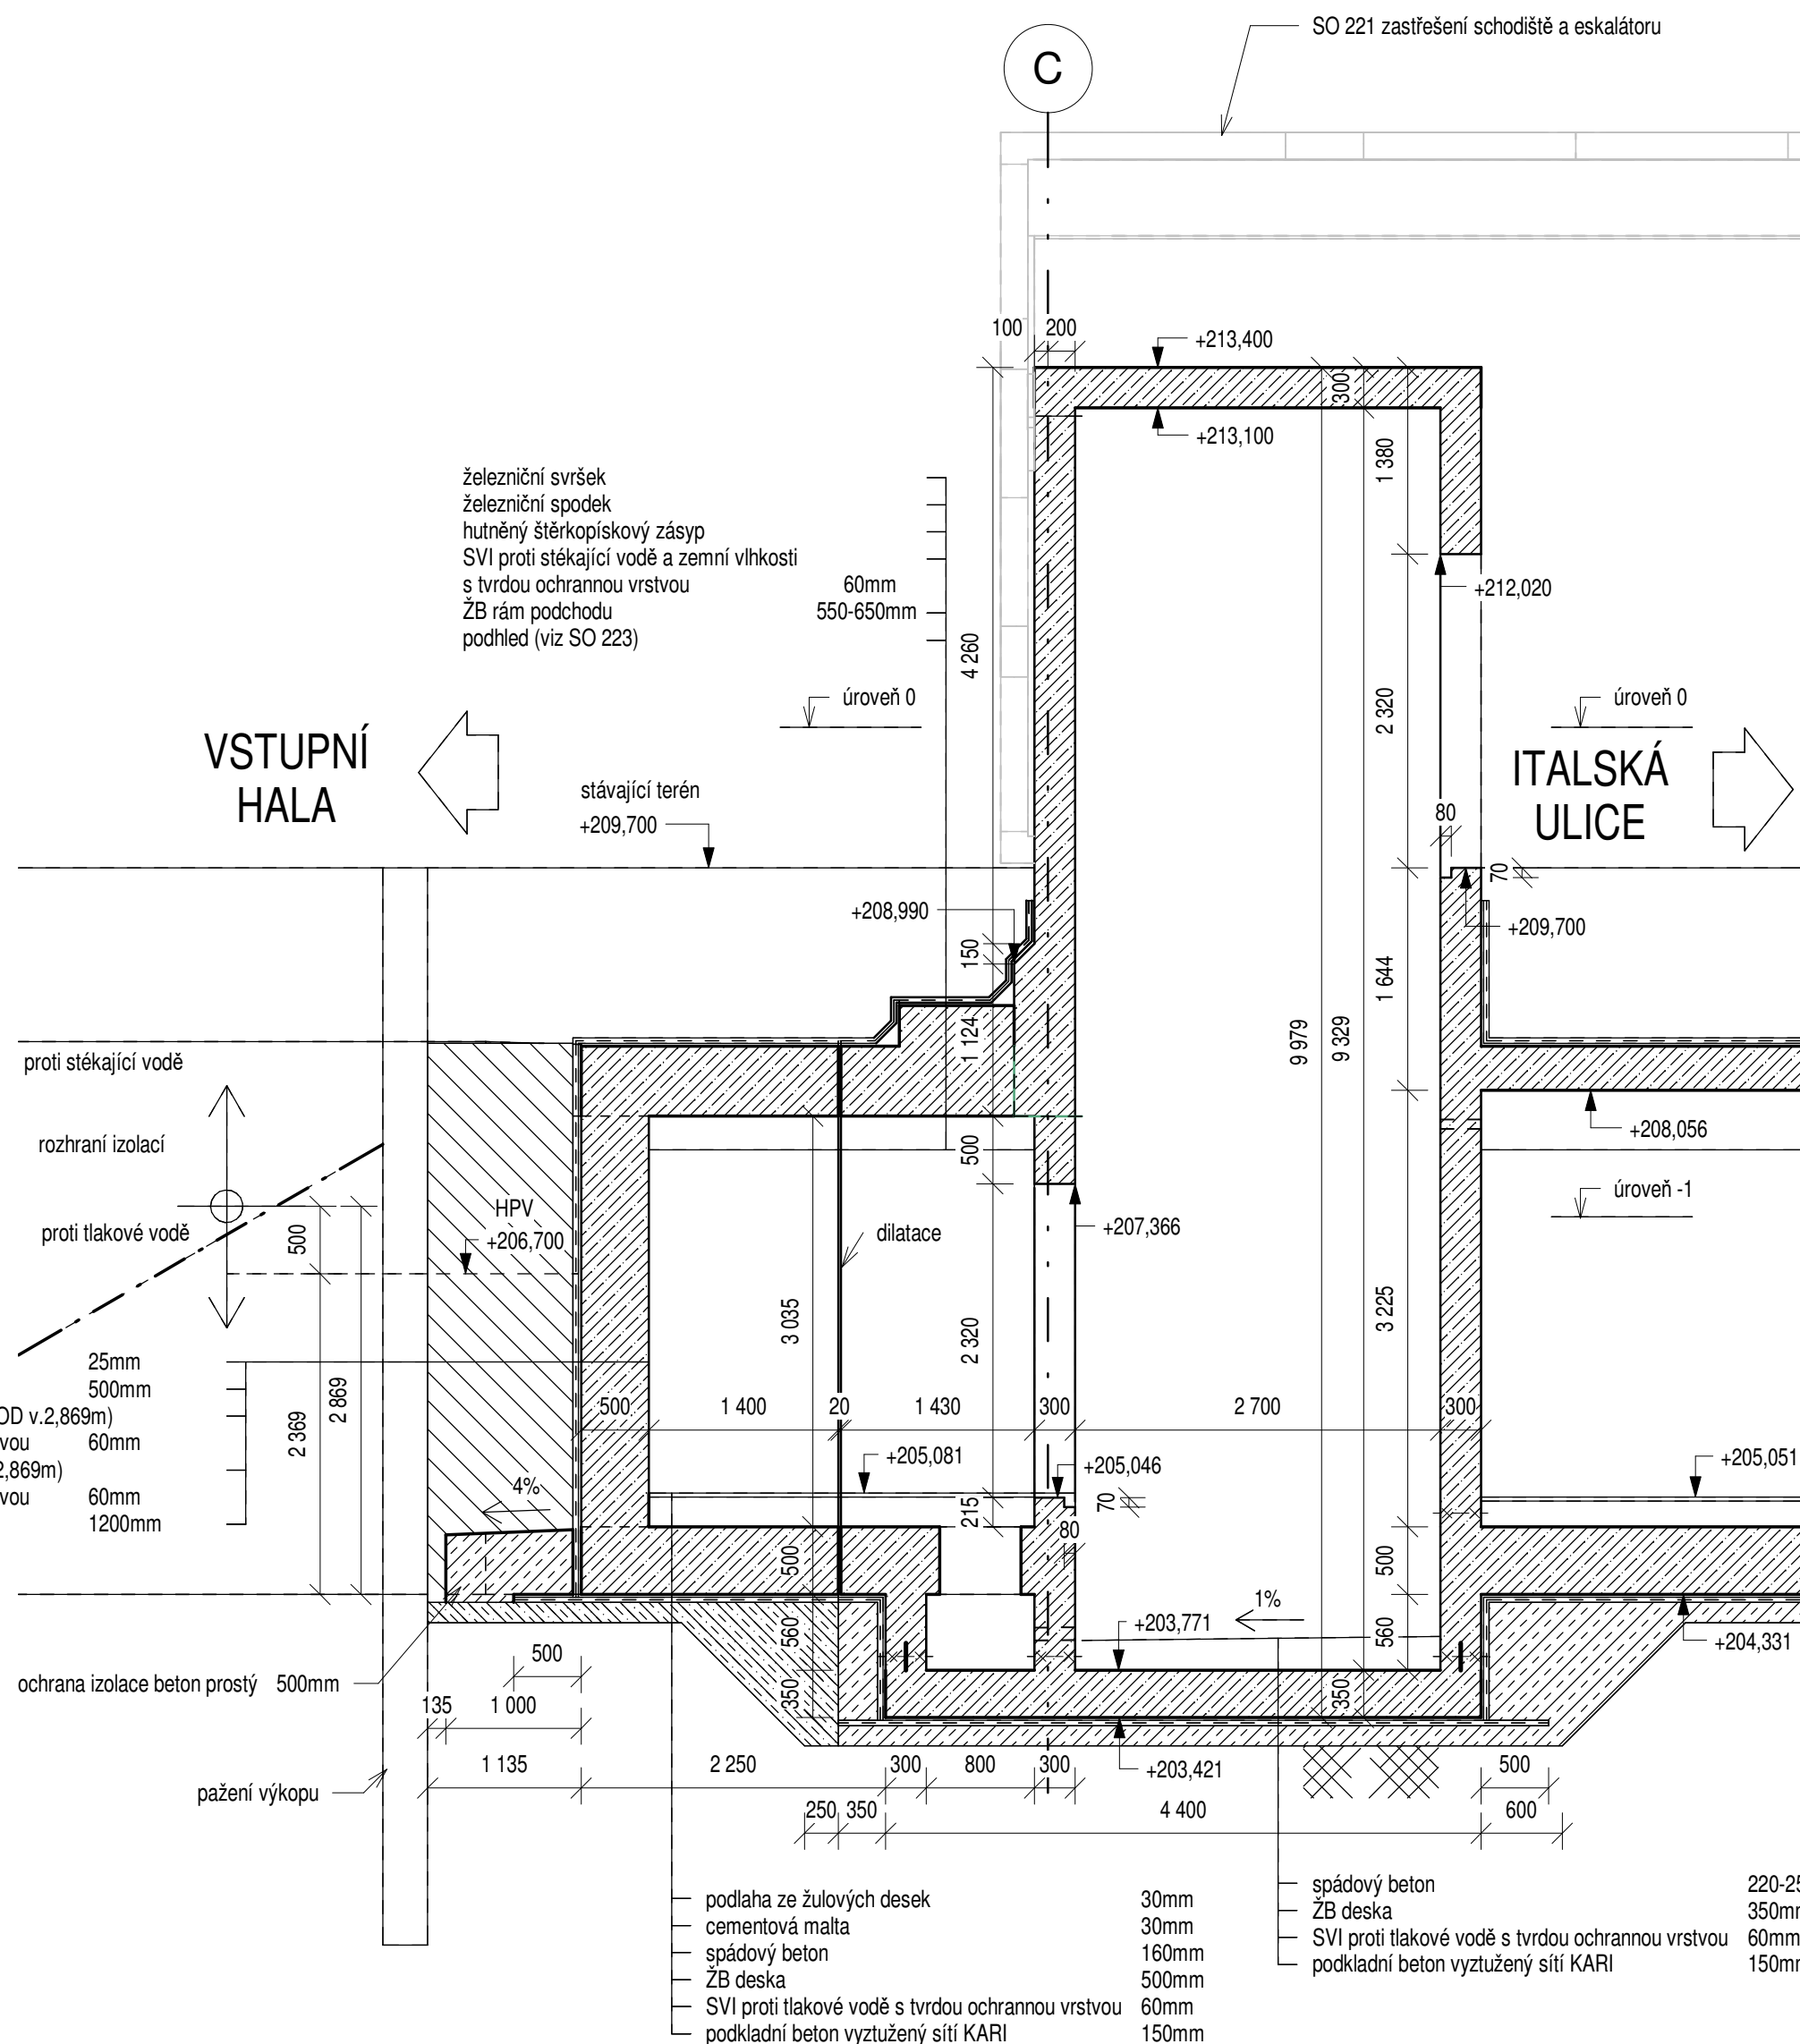 SO 221 zastřešení schodiště a eskalátoru
C
100 200
+213,400
+213,100
300
1 380
železniční svršek
železniční spodek
hutněný štěrkopískový zásyp
SVI proti stékající vodě a zemní vlhkosti
s tvrdou ochrannou vrstvou 60mm
ŽB rám podchodu 550-650mm
podhled (viz SO 223)
+212,020
4 260
2 320
úroveň 0
úroveň 0
VSTUPNÍ
HALA
ITALSKÁ
ULICE
stávající terén
+209,700
80
70
+208,990
+209,700
150
1 644
1 124
9 979
9 329
proti stékající vodě
rozhraní izolací
proti tlakové vodě
+208,056
500
úroveň -1
HPV
+206,700
500
dilatace
+207,366
3 035
2 320
3 225
25mm
500mm
OD v.2,869m)
vou 60mm
2,869m)
vou 60mm
1200mm
2 369
2 869
500 1 400 20 1 430 300 2 700 300
+205,081
+205,046
+205,051
4%
215
70
80
500
500
560
560
1%
+203,771
+204,331
350
350
ochrana izolace beton prostý 500mm
500
135 1 000
1 135 2 250 300 800 300
+203,421
500
pažení výkopu
250 350 4 400 600
podlaha ze žulových desek 30mm
cementová malta 30mm
spádový beton 160mm
ŽB deska 500mm
SVI proti tlakové vodě s tvrdou ochrannou vrstvou 60mm
podkladní beton vyztužený sítí KARI 150mm
spádový beton 220-25
ŽB deska 350mm
SVI proti tlakové vodě s tvrdou ochrannou vrstvou 60mm
podkladní beton vyztužený sítí KARI 150mm